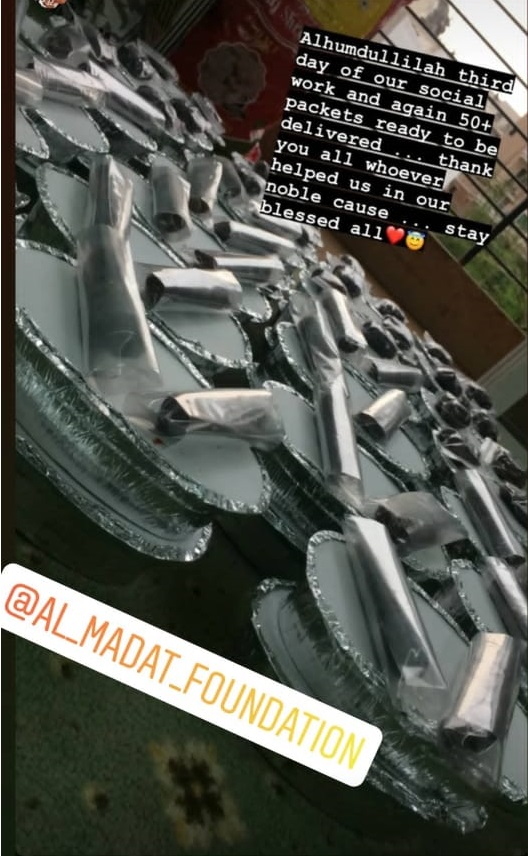 Alhumdullilah third
day of our social
work and again 50+
packets ready to be
delivered ... thank
you all whoever
helped us in our
noble cause ... stay
blessed all❤️😇
@AL_MADAT_FOUNDATION